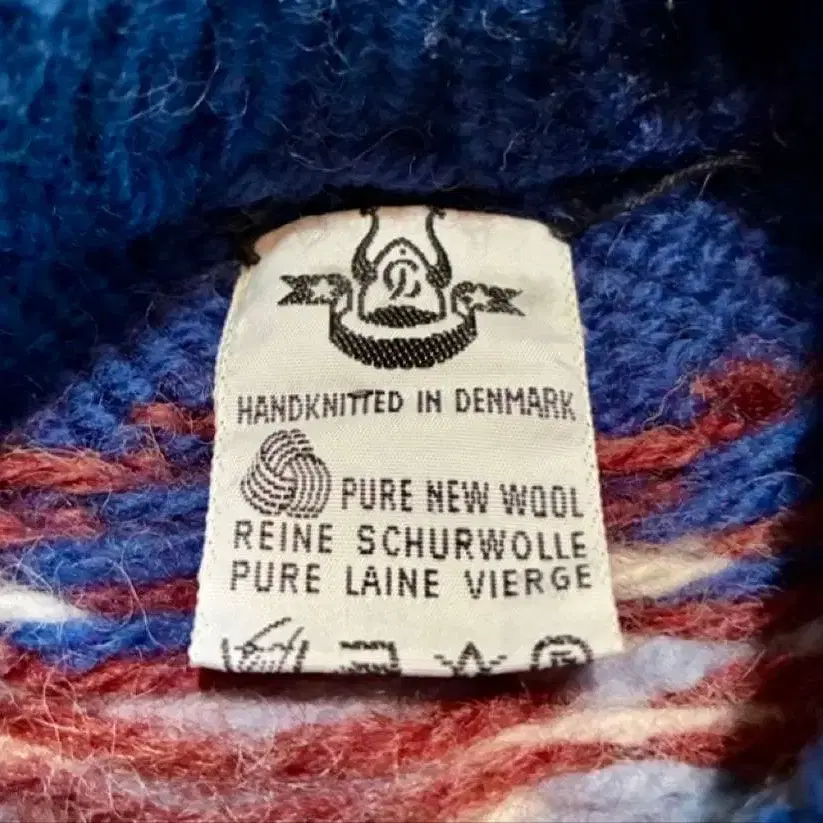 HANDKNITTED IN DENMARK
PURE NEW WOOL
REINE SCHURWOLLE
PURE LAINE VIERGE